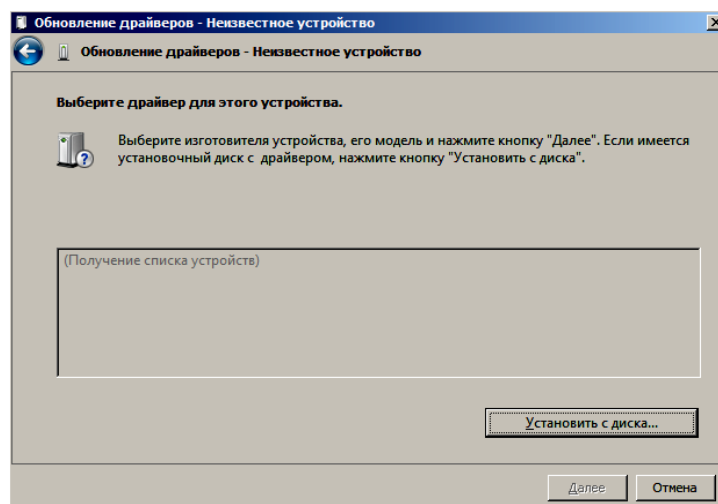 Обновление драйверов - Неизвестное устройство
Обновление драйверов - Неизвестное устройство
Выберите драйвер для этого устройства.
Выберите изготовителя устройства, его модель и нажмите кнопку "Далее". Если имеется
установочный диск с драйвером, нажмите кнопку "Установить с диска".
(Получение списка устройств)
Установить с диска...
Далее Отмена